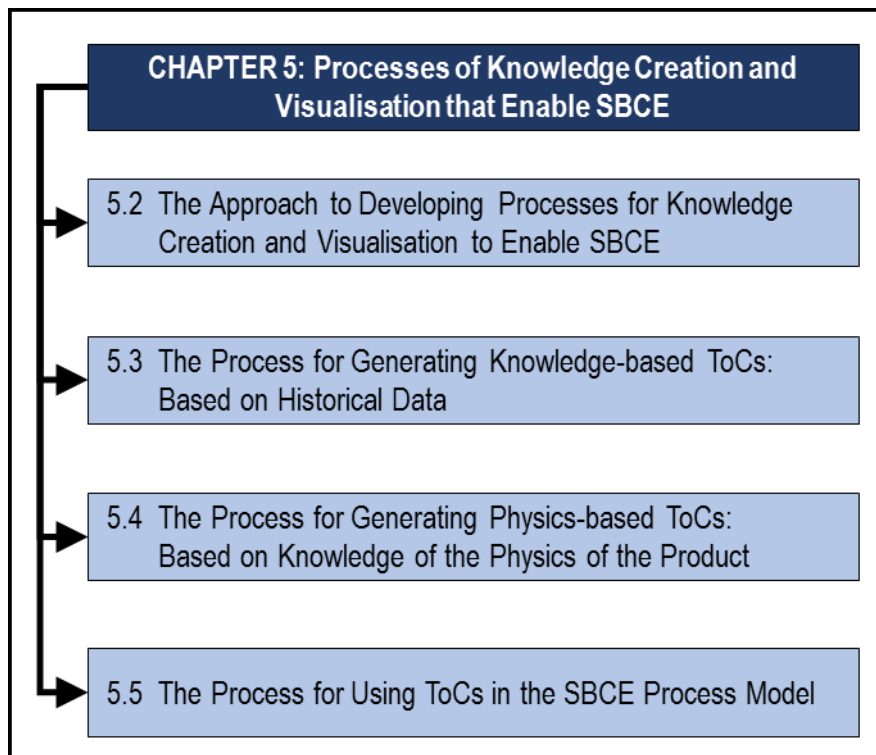 CHAPTER 5: Processes of Knowledge Creation and
Visualisation that Enable SBCE
5.2 The Approach to Developing Processes for Knowledge
Creation and Visualisation to Enable SBCE
5.3 The Process for Generating Knowledge-based ToCs:
Based on Historical Data
5.4 The Process for Generating Physics-based ToCs:
Based on Knowledge of the Physics of the Product
5.5 The Process for Using ToCs in the SBCE Process Model